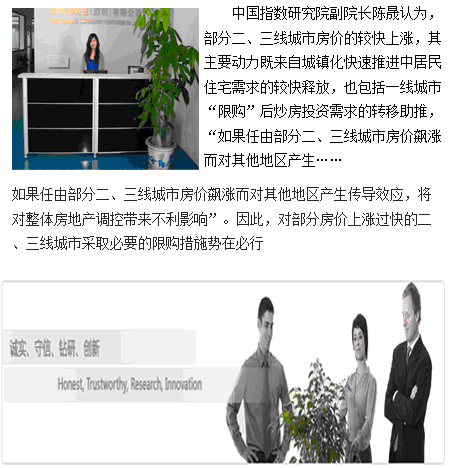 中国指数研究院副院长陈晟认为，
部分二、三线城市房价的较快上涨，其
主要动力既来自城镇化快速推进中居民
住宅需求的较快释放，也包括一线城市
“限购”后炒房投资需求的转移助推，
“如果任由部分二、三线城市房价飙涨
而对其他地区产生……
如果任由部分二、三线城市房价飙涨而对其他地区产生传导效应，将
对整体房地产调控带来不利影响”。因此，对部分房价上涨过快的二
、三线城市采取必要的限购措施势在必行
诚实、守信、钻研、创新
Honest, Trustworthy, Research, Innovation